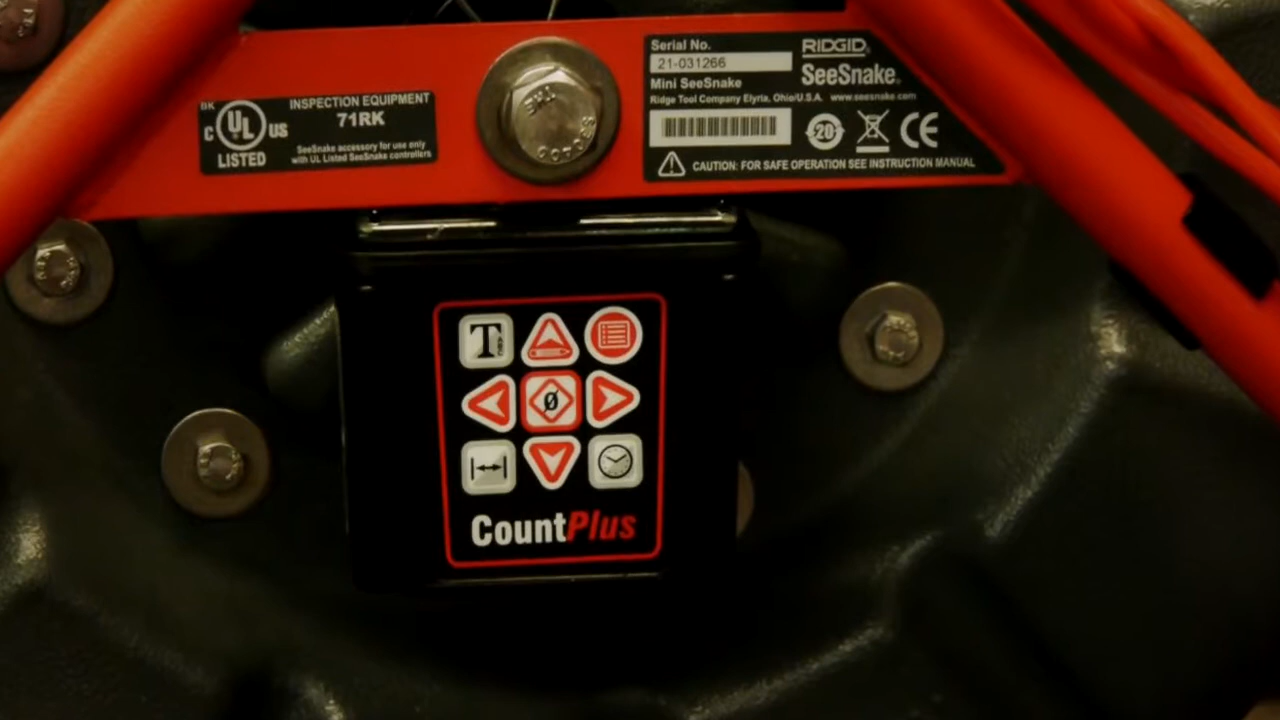 BK
C UL US
LISTED
INSPECTION EQUIPMENT
71RK
SeeSnake accessory for use only
with UL Listed SeeSnake controllers
THE
Serial No.
21-031266
Mini SeeSnake
RIDGID
SeeSnake
Ridge Tool Company Elyria, Ohio/U.S.A. www.seesnake.com
20
CE
CAUTION: FOR SAFE OPERATION SEE INSTRUCTION MANUAL
T
Ø
CountPlus